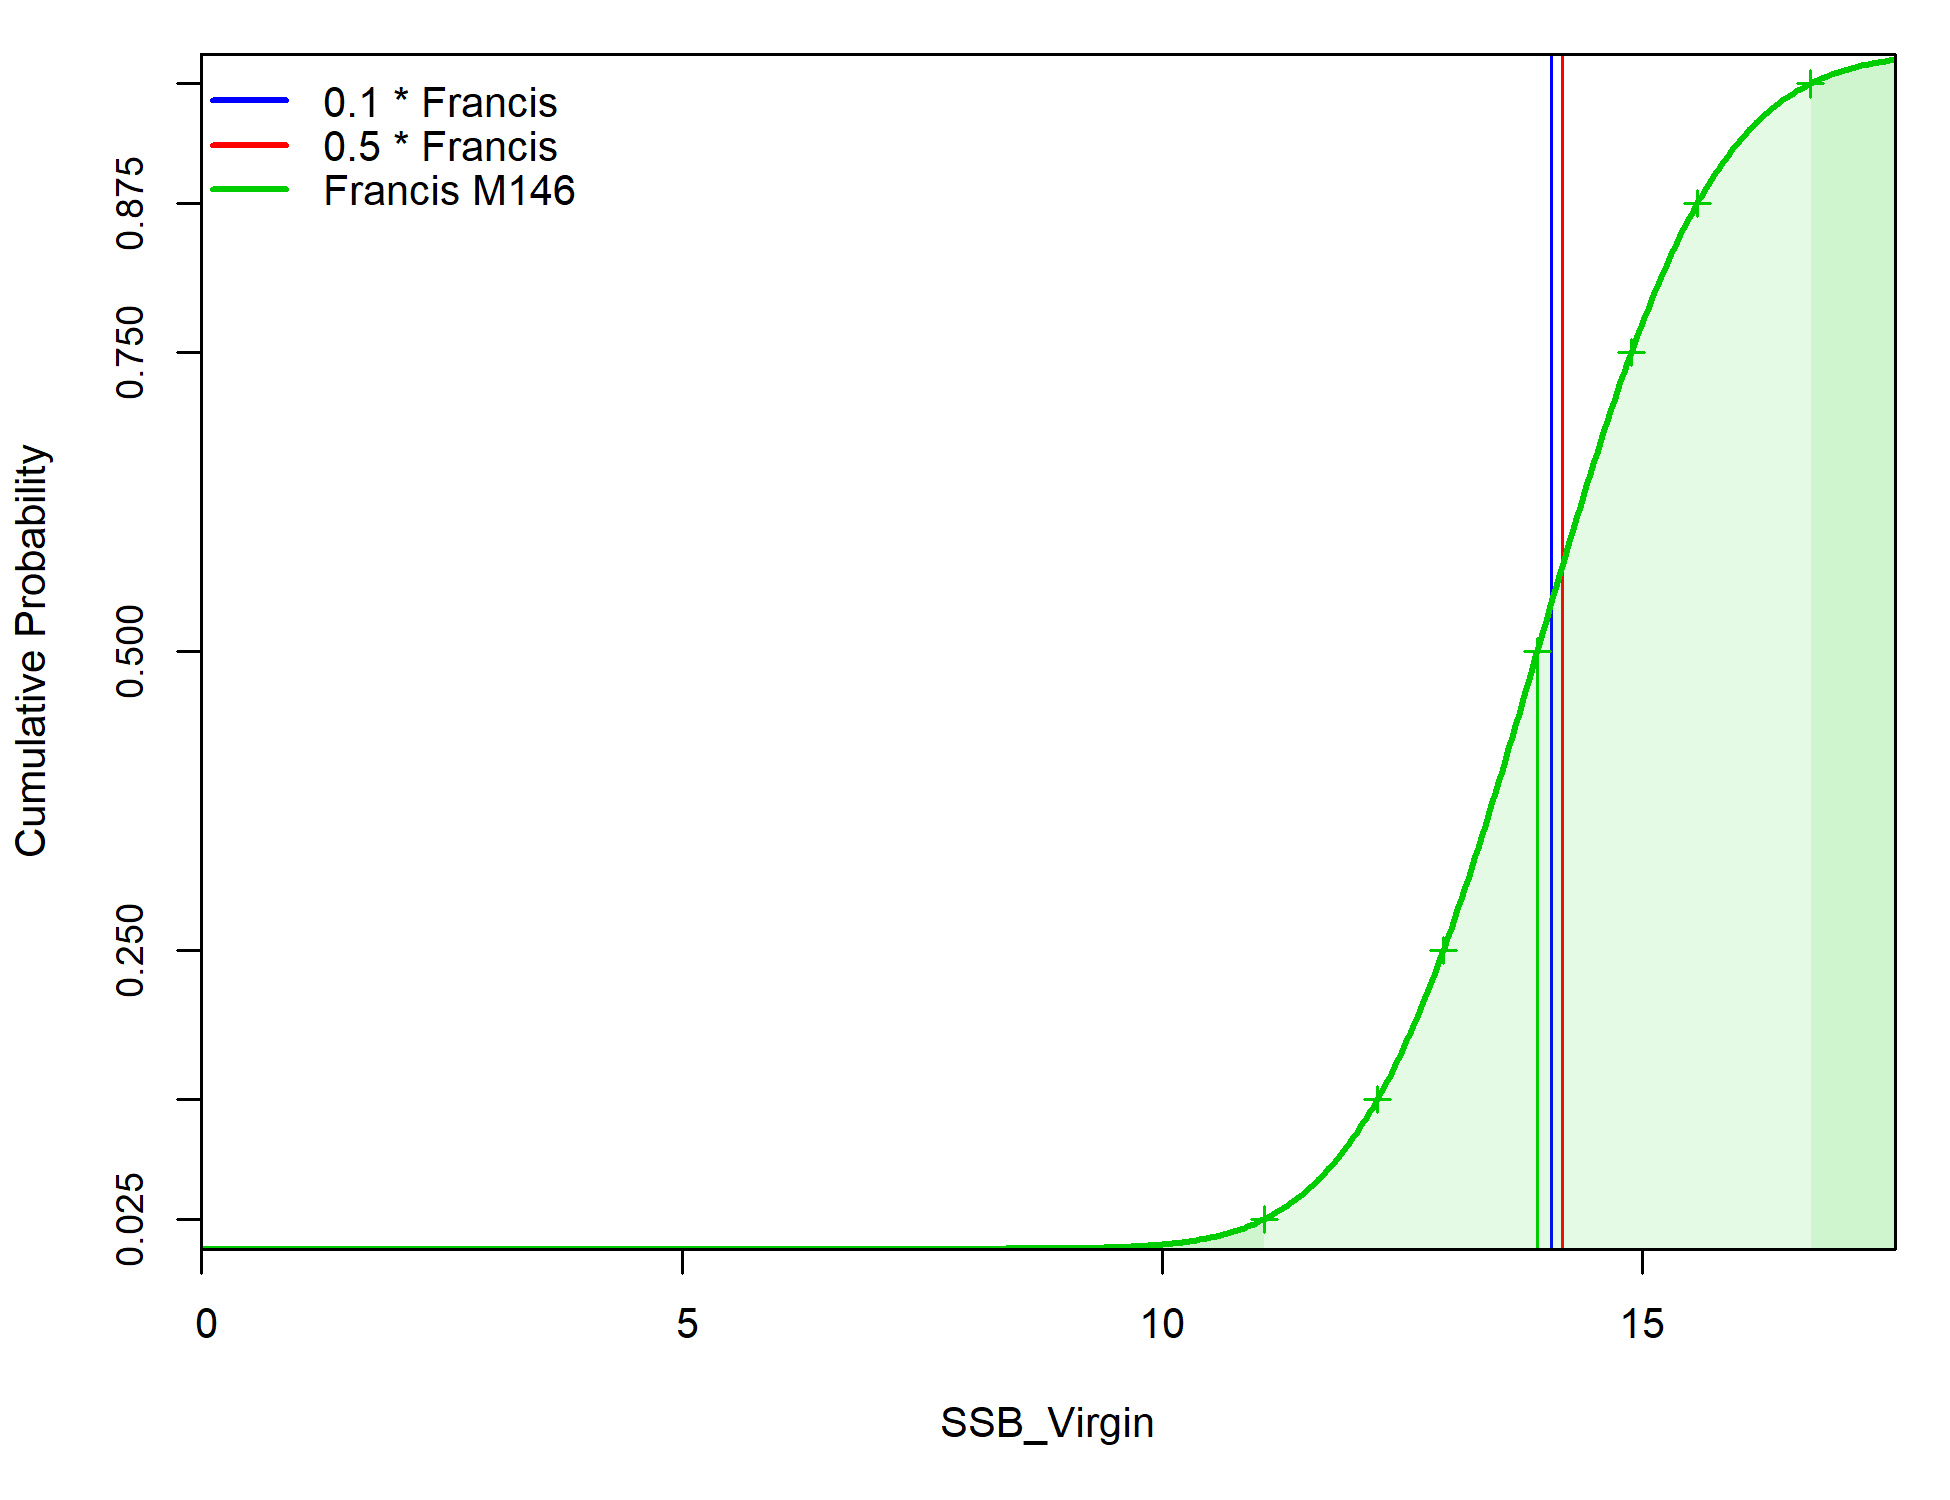 0.1 * Francis
0.5 * Francis
Francis M146
Cumulative Probability
0.875
0.750
0.500
0.250
0.025
0 5 10 15
SSB_Virgin